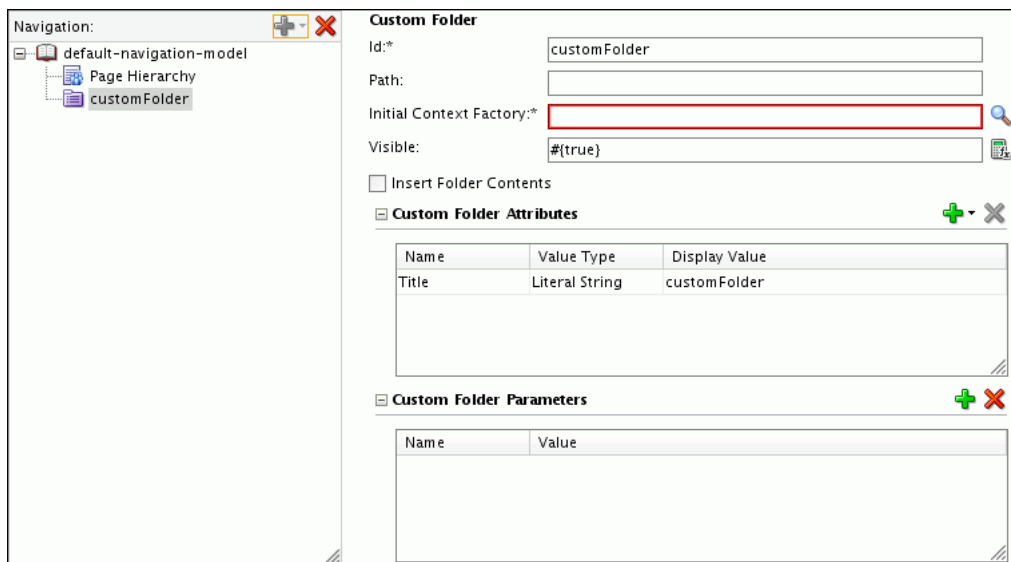 Navigation:
default-navigation-model
Page Hierarchy
customFolder
Custom Folder
Id:*
customFolder
Path:
Initial Context Factory:*
Visible:
#{true}
Insert Folder Contents
Custom Folder Attributes
Name Value Type Display Value
Title Literal String customFolder
Custom Folder Parameters
Name Value